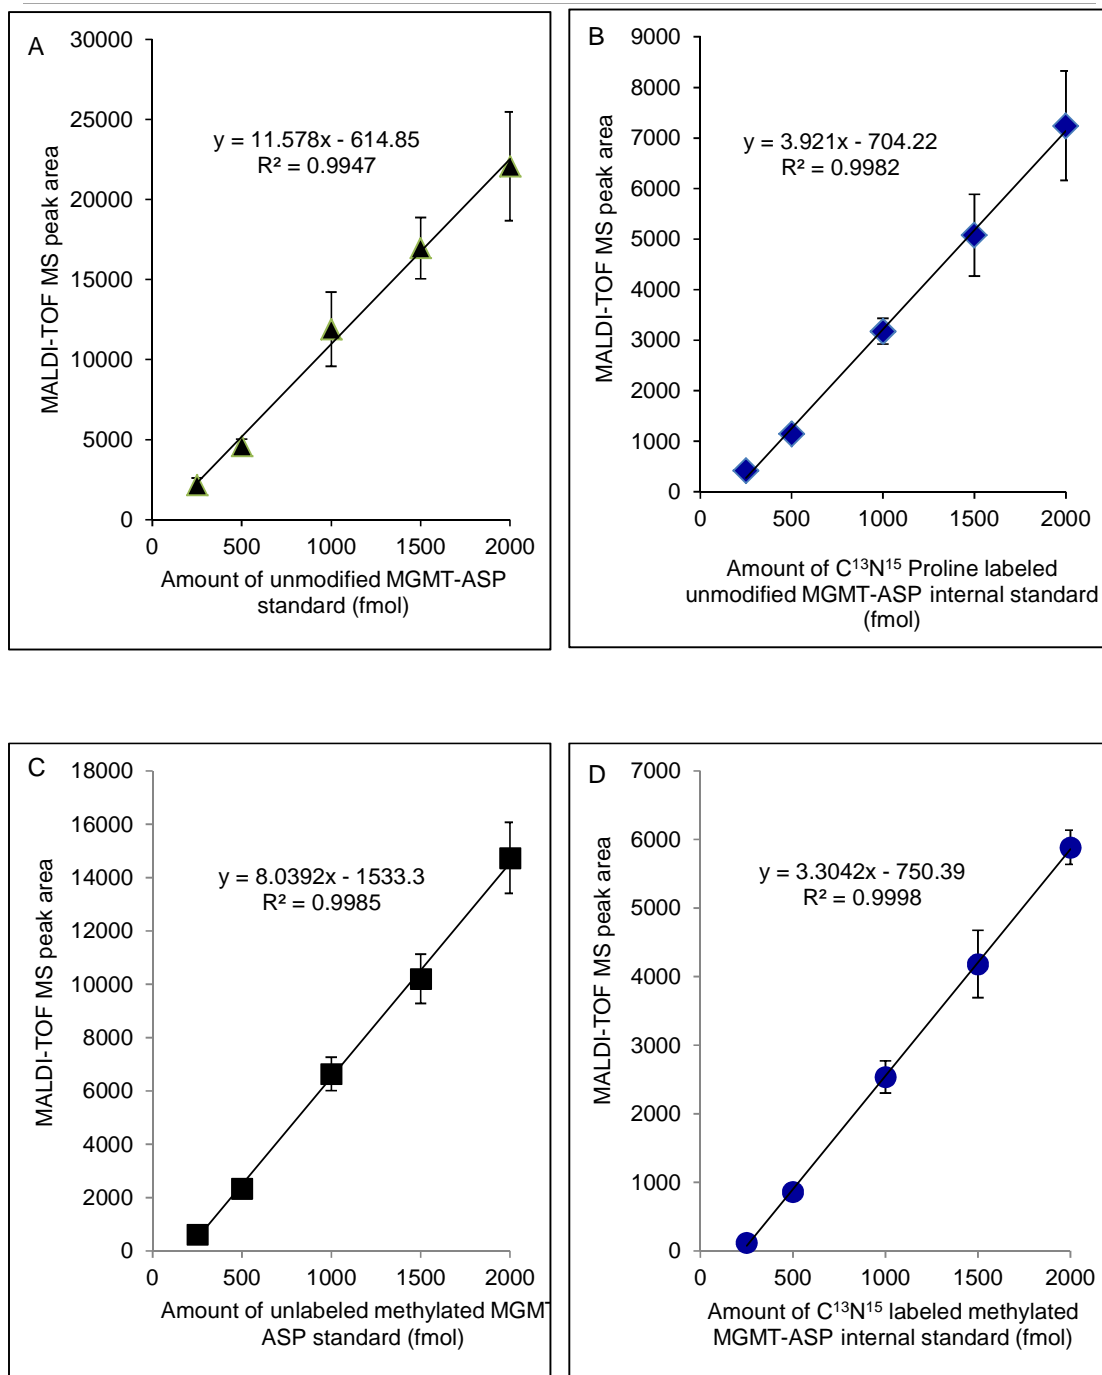 A
MALDI-TOF MS peak area
30000
25000
20000
15000
10000
5000
0
y = 11.578x - 614.85
R² = 0.9947
0 500 1000 1500 2000
Amount of unmodified MGMT-ASP
standard (fmol)
B
MALDI-TOF MS peak area
9000
8000
7000
6000
5000
4000
3000
2000
1000
0
y = 3.921x - 704.22
R² = 0.9982
0 500 1000 1500 2000
Amount of C¹³N¹⁵ Proline labeled
unmodified MGMT-ASP internal standard
(fmol)
C
MALDI-TOF MS peak area
18000
16000
14000
12000
10000
8000
6000
4000
2000
0
y = 8.0392x - 1533.3
R² = 0.9985
0 500 1000 1500 2000
Amount of unlabeled methylated MGMT
ASP standard (fmol)
D
MALDI-TOF MS peak area
7000
6000
5000
4000
3000
2000
1000
0
y = 3.3042x - 750.39
R² = 0.9998
0 500 1000 1500 2000
Amount of C¹³N¹⁵ labeled methylated
MGMT-ASP internal standard (fmol)